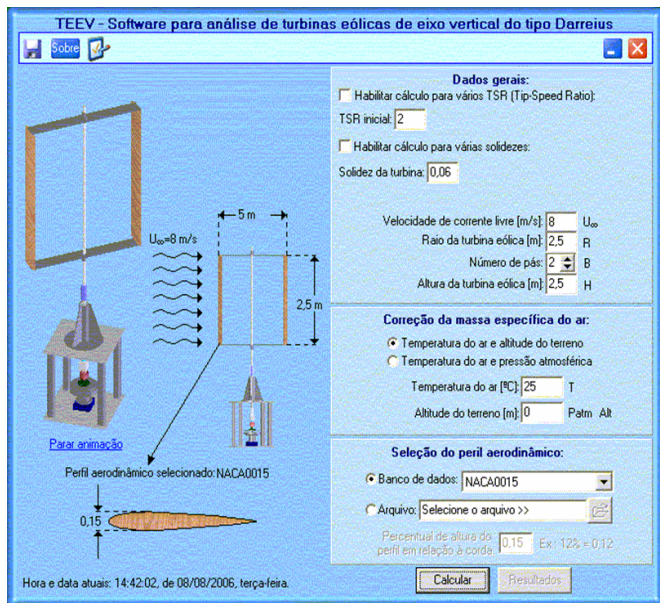 TEEV - Software para análise de turbinas eólicas de eixo vertical do tipo Darreius
Sobre
Dados gerais:
Habilitar cálculo para vários TSR (Tip-Speed Ratio):
TSR inicial: 2
Habilitar cálculo para várias solidezes:
Solidez da turbina: 0,06
Velocidade de corrente livre [m/s]: 8 U∞
Raio da turbina eólica [m]: 2,5 R
Número de pás: 2 B
Altura da turbina eólica [m]: 2,5 H
5 m
U∞=8 m/s
2,5 m
Correção da massa específica do ar:
Temperatura do ar e altitude do terreno
Temperatura do ar e pressão atmosférica
Temperatura do ar [ºC]: 25 T
Altitude do terreno [m]: 0 Patm Alt
Parar animação
Perfil aerodinâmico selecionado: NACA0015
0,15
Seleção do peril aerodinâmico:
Banco de dados: NACA0015
Arquivo: Selecione o arquivo >>
Percentual de altura do
perfil em relação à corda: 0,15 Ex.: 12% = 0,12
Calcular Resultados
Hora e data atuais: 14:42:02, de 08/08/2006, terça-feira.